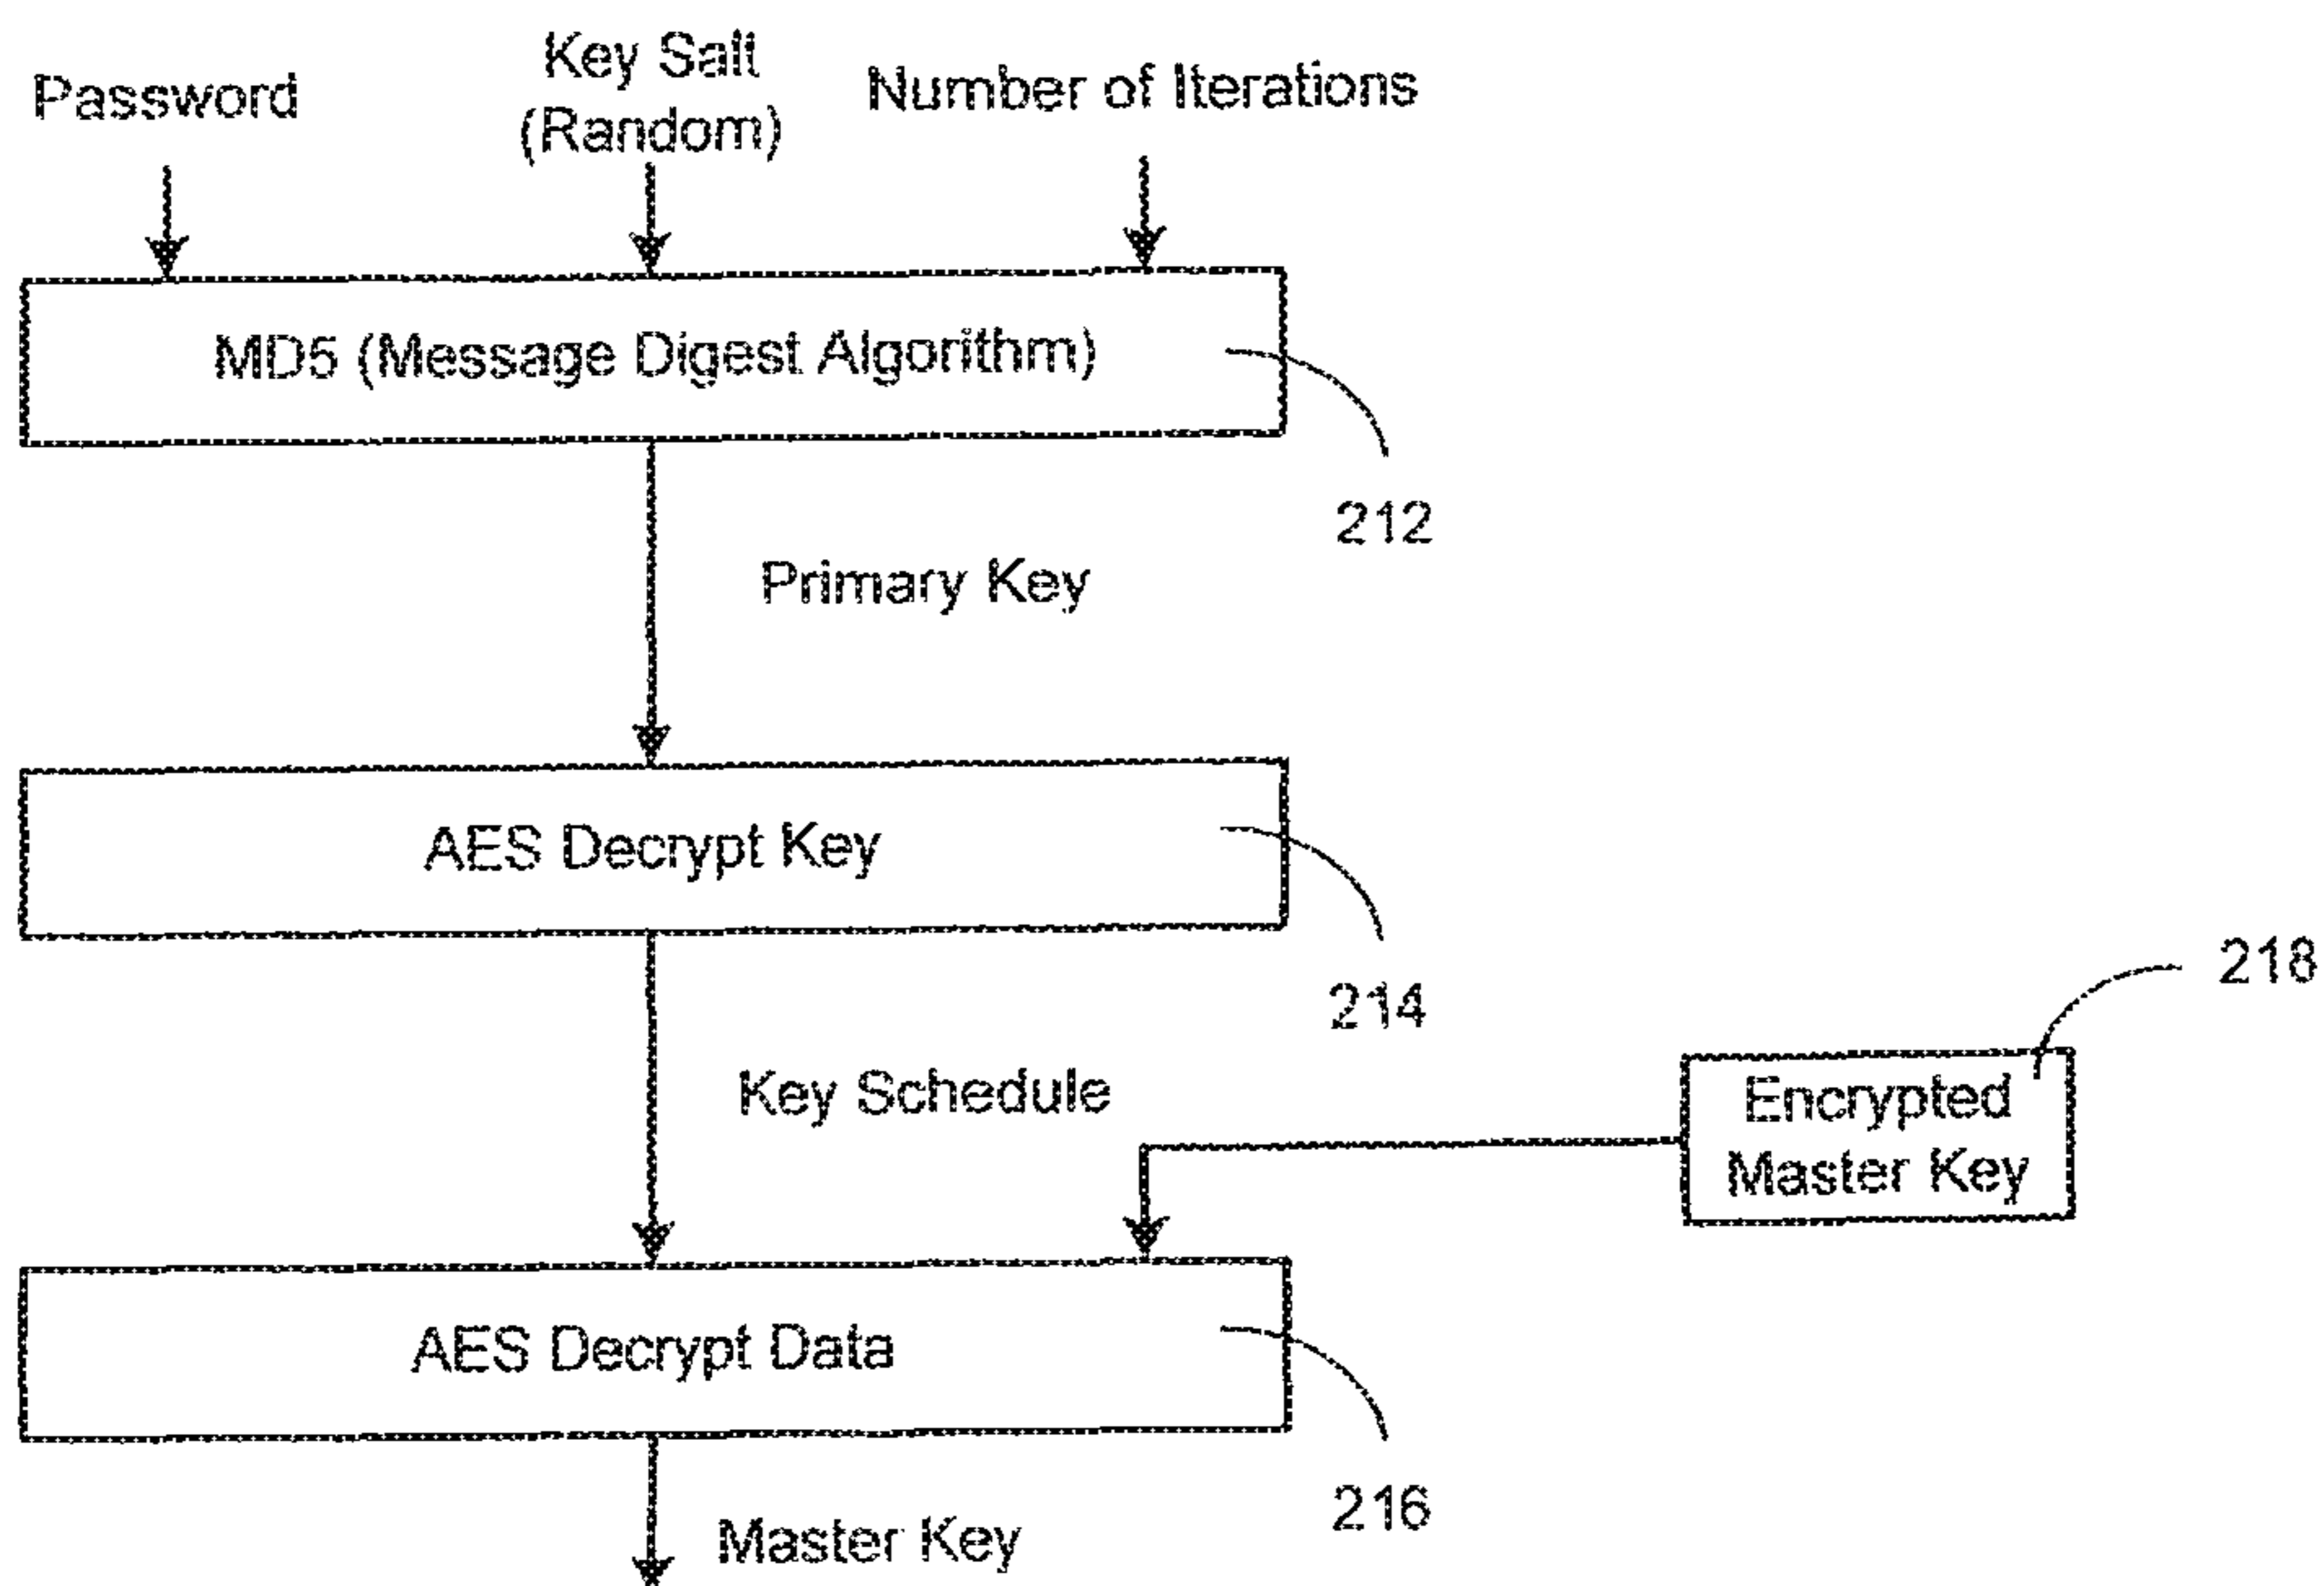 Password
Key Salt
(Random)
Number of Iterations
MD5 (Message Digest Algorithm)
212
Primary Key
AES Decrypt Key
214
218
Key Schedule
Encrypted
Master Key
AES Decrypt Data
216
Master Key